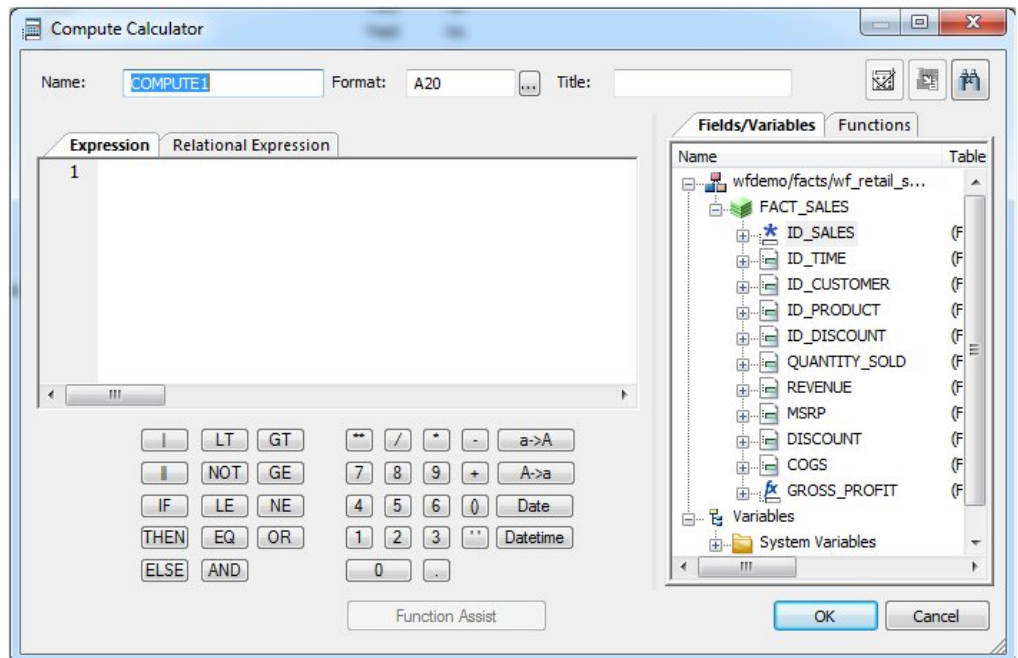 Compute Calculator
Name: COMPUTE1 Format: A20 ... Title:
Expression Relational Expression
1
Fields/Variables Functions
Name Table
wfdemo/facts/wf_retail_s...
FACT_SALES
ID_SALES (F
ID_TIME (F
ID_CUSTOMER (F
ID_PRODUCT (F
ID_DISCOUNT (F
QUANTITY_SOLD (F
REVENUE (F
MSRP (F
DISCOUNT (F
COGS (F
GROSS_PROFIT (F
Variables
System Variables
| LT GT ** / * - a->A
|| NOT GE 7 8 9 + A->a
IF LE NE 4 5 6 () Date
THEN EQ OR 1 2 3 ' ' Datetime
ELSE AND 0 .
Function Assist
OK Cancel